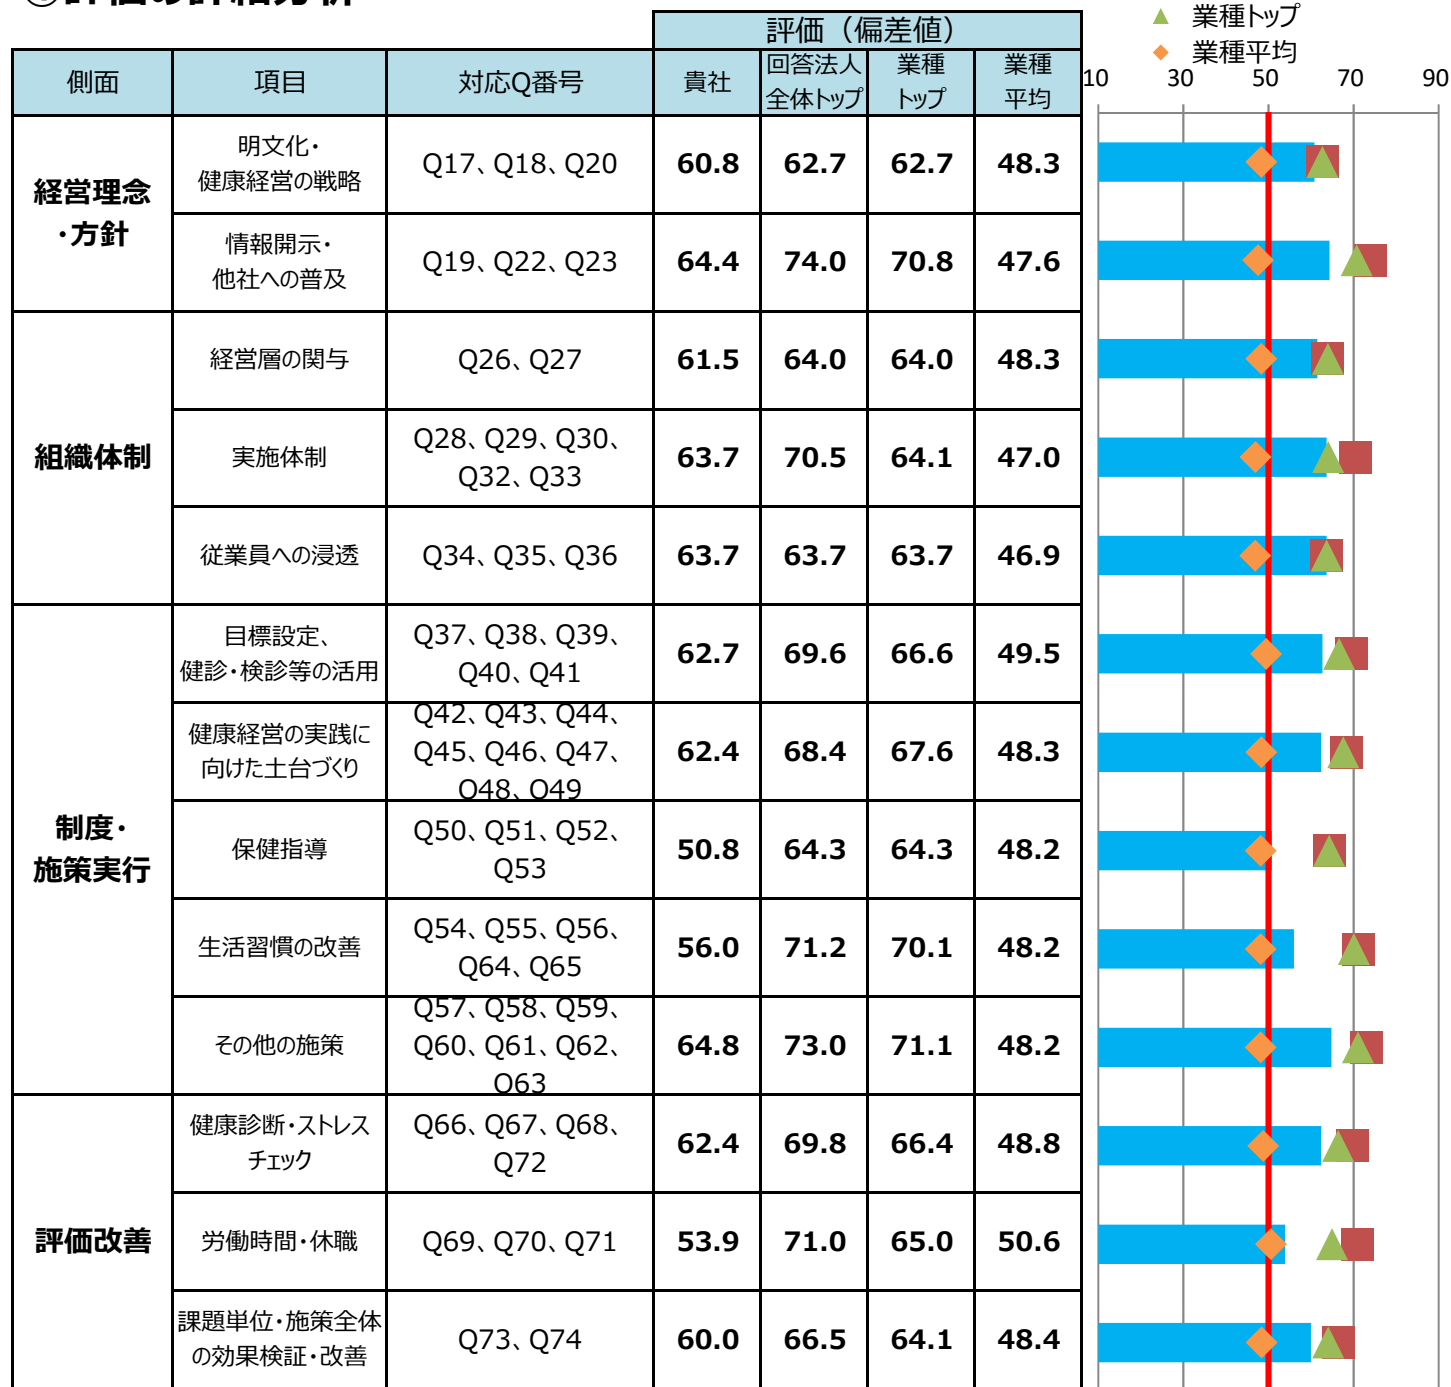 ①評価の詳細分析
▲ 業種トップ
◆ 業種平均
評価（偏差値）
側面 項目 対応Q番号 貴社 回答法人 業種 業種
全体トップ トップ 平均
10 30 50 70 90
経営理念
・方針
明文化・
健康経営の戦略
Q17、Q18、Q20 60.8 62.7 62.7 48.3
情報開示・
他社への普及
Q19、Q22、Q23 64.4 74.0 70.8 47.6
組織体制
経営層の関与 Q26、Q27 61.5 64.0 64.0 48.3
実施体制
Q28、Q29、Q30、
Q32、Q33
63.7 70.5 64.1 47.0
従業員への浸透 Q34、Q35、Q36 63.7 63.7 63.7 46.9
制度・
施策実行
目標設定、
健診・検診等の活用
Q37、Q38、Q39、
Q40、Q41
62.7 69.6 66.6 49.5
健康経営の実践に
向けた土台づくり
Q42、Q43、Q44、
Q45、Q46、Q47、
Q48、Q49
62.4 68.4 67.6 48.3
保健指導
Q50、Q51、Q52、
Q53
50.8 64.3 64.3 48.2
生活習慣の改善
Q54、Q55、Q56、
Q64、Q65
56.0 71.2 70.1 48.2
その他の施策
Q57、Q58、Q59、
Q60、Q61、Q62、
Q63
64.8 73.0 71.1 48.2
評価改善
健康診断・ストレス
チェック
Q66、Q67、Q68、
Q72
62.4 69.8 66.4 48.8
労働時間・休職 Q69、Q70、Q71 53.9 71.0 65.0 50.6
課題単位・施策全体
の効果検証・改善
Q73、Q74 60.0 66.5 64.1 48.4